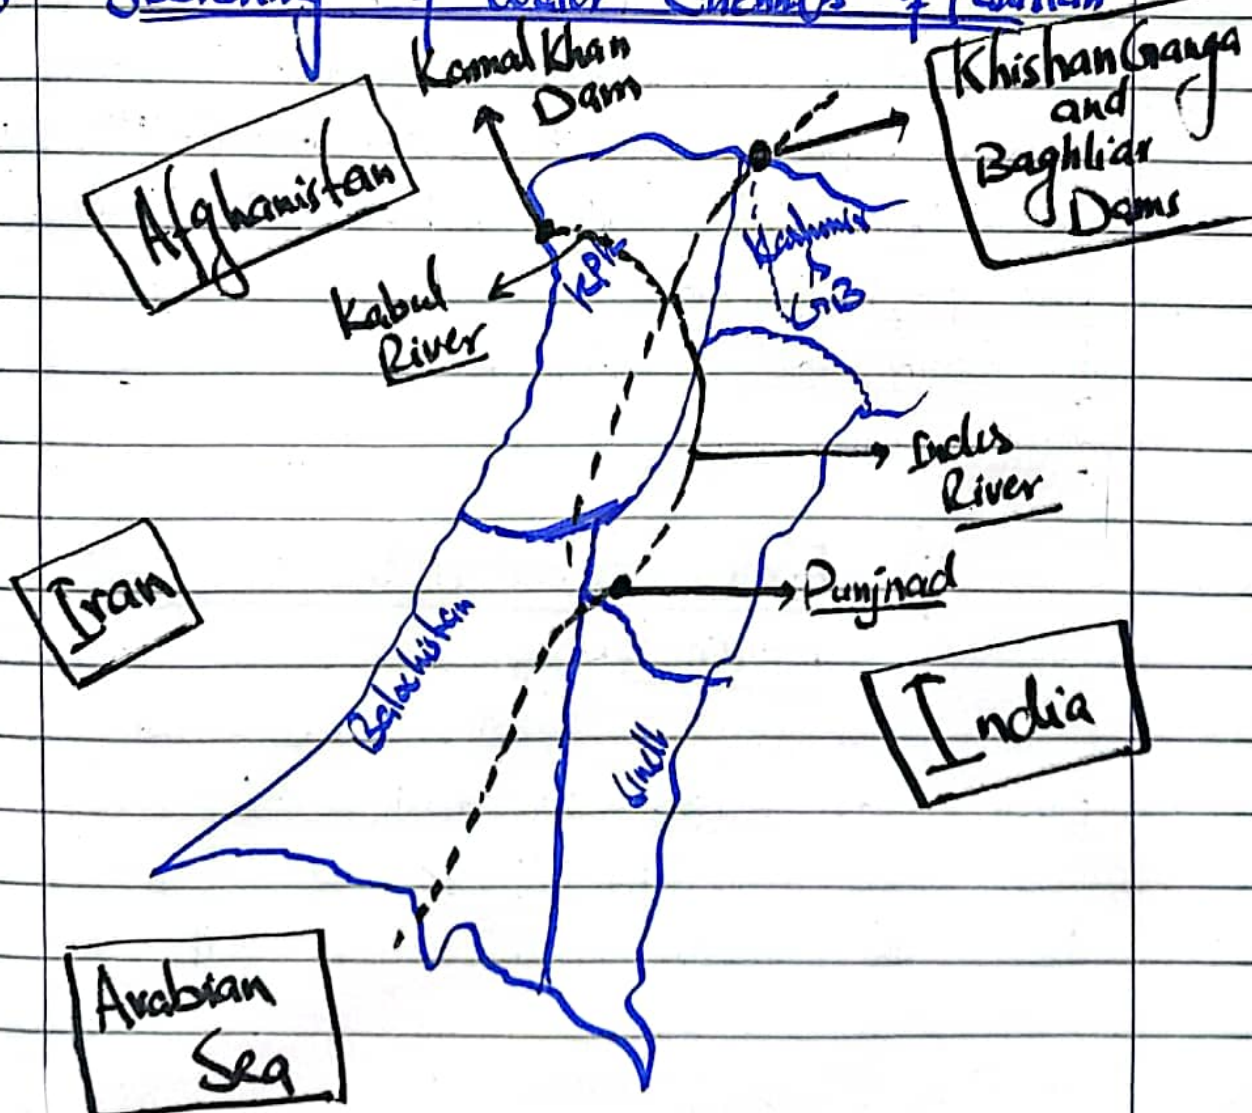 Kamal Khan
Dam
Khishan Ganga
and
Baghliar
Dams
Afghanistan
Kashmir
GB
KPK
Kabul
River
Indus
River
Iran
Punjnad
Balochistan
India
Sindh
Arabian
Sea